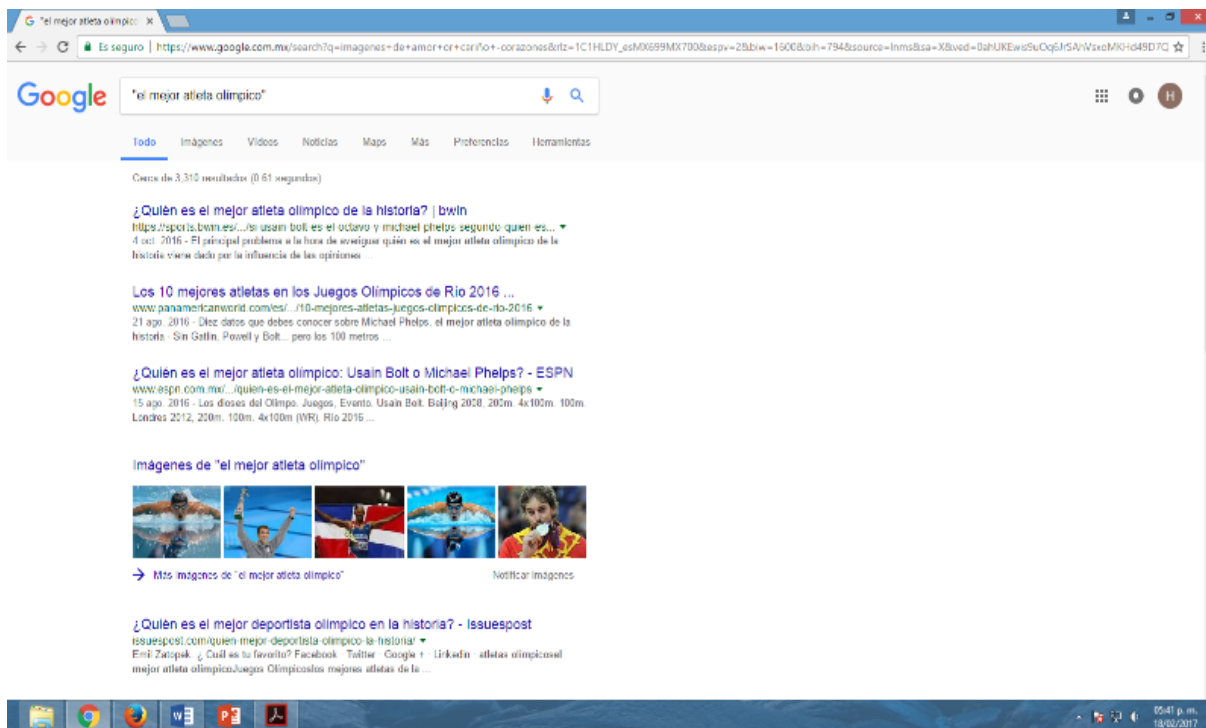 "el mejor atleta olímpic
Es seguro | https://www.google.com.mx/search?q=imagenes+de+amor+or+cariño+-corazones&rlz=1C1HLDY_esMX699MX700&espv=2&biw=1600&bih=794&source=lnms&sa=X&ved=
Google
"el mejor atleta olímpico"
H
Todo Imágenes Vídeos Noticias Maps Más Preferencias Herramientas
Cerca de 3,310 resultados (0.61 segundos)
¿Quién es el mejor atleta olímpico de la historia? | bwin
https://sports.bwin.es/.../si-usain-bolt-es-el-octavo-y-michael-phelps-segundo-quien-es...
4 oct. 2016 - El principal problema a la hora de averiguar quién es el mejor atleta olímpico de la
historia viene dado por la influencia de las opiniones ...
Los 10 mejores atletas en los Juegos Olímpicos de Rio 2016 ...
www.panamericanworld.com/es/.../10-mejores-atletas-juegos-olimpicos-de-rio-2016
21 ago. 2016 - Diez datos que debes conocer sobre Michael Phelps, el mejor atleta olímpico de la
historia · Sin Gatlin, Powell y Bolt... pero los 100 metros ...
¿Quién es el mejor atleta olímpico: Usain Bolt o Michael Phelps? - ESPN
www.espn.com.mx/.../quien-es-el-mejor-atleta-olimpico-usain-bolt-o-michael-phelps
15 ago. 2016 - Los dioses del Olimpo. Juegos, Evento. Usain Bolt. Beijing 2008, 200m. 4x100m. 100m.
Londres 2012, 200m. 100m. 4x100m (WR). Rio 2016 ...
Imágenes de "el mejor atleta olímpico"
Más imágenes de "el mejor atleta olímpico" Notificar imágenes
¿Quién es el mejor deportista olímpico en la historia? - Issuespost
issuespost.com/quien-mejor-deportista-olimpico-la-historia/
Emil Zatopek. ¿ Cuál es tu favorito? Facebook · Twitter · Google + · Linkedin · atletas olimpicosel
mejor atleta olimpicoJuegos Olímpicoslos mejores atletas de la ...
05:41 p. m.
18/02/2017